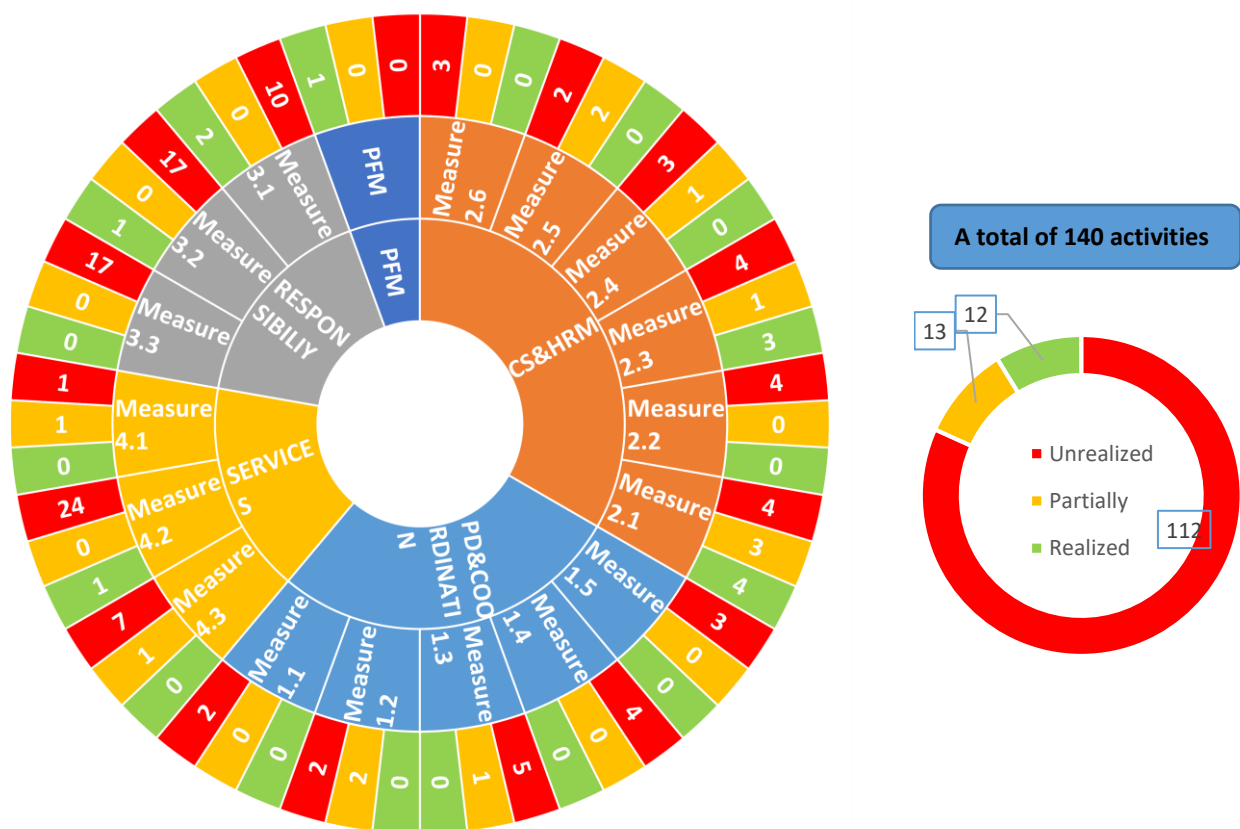 3
0
0
2
2
0
3
1
0
4
1
3
4
0
0
4
3
4
3
0
0
4
0
0
5
1
0
0
2
2
0
0
2
0
1
7
1
0
24
0
1
1
0
0
17
1
0
17
2
0
10
1
0
0
Measure
2.6
Measure
2.5
Measure
2.4
Measure
2.3
Measure
2.2
Measure
2.1
Measure
1.5
Measure
1.4
Measure
1.3
Measure
1.2
Measure
1.1
Measure
4.3
Measure
4.2
Measure
4.1
Measure
3.3
Measure
3.2
Measure
3.1
PFM
CS&HRM
PD&COO
RDINATI
N
SERVICE
S
RESPON
SIBILIY
PFM
A total of 140 activities
13
12
112
Unrealized
Partially
Realized